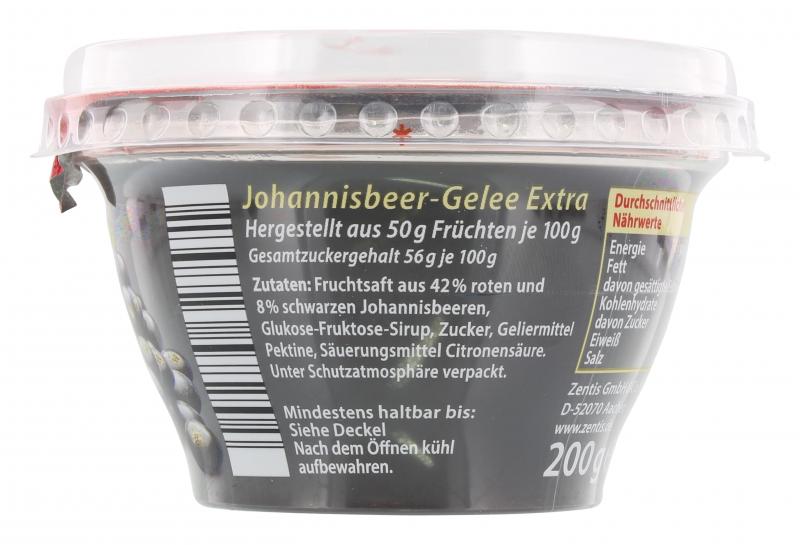 Johannisbeer-Gelee Extra
Hergestellt aus 50g Früchten je 100g
Gesamtzuckergehalt 56g je 100g
Zutaten: Fruchtsaft aus 42% roten und
8% schwarzen Johannisbeeren,
Glukose-Fruktose-Sirup, Zucker, Geliermittel
Pektine, Säuerungsmittel Citronensäure.
Unter Schutzatmosphäre verpackt.
Mindestens haltbar bis:
Siehe Deckel
Nach dem Öffnen kühl
aufbewahren.
Durchschnittliche
Nährwerte
Energie
Fett
davon
Kohlenhydrate
davon Zucker
Eiweiß
Salz
Zentis GmbH
D-52070
www.zentis.de
200g